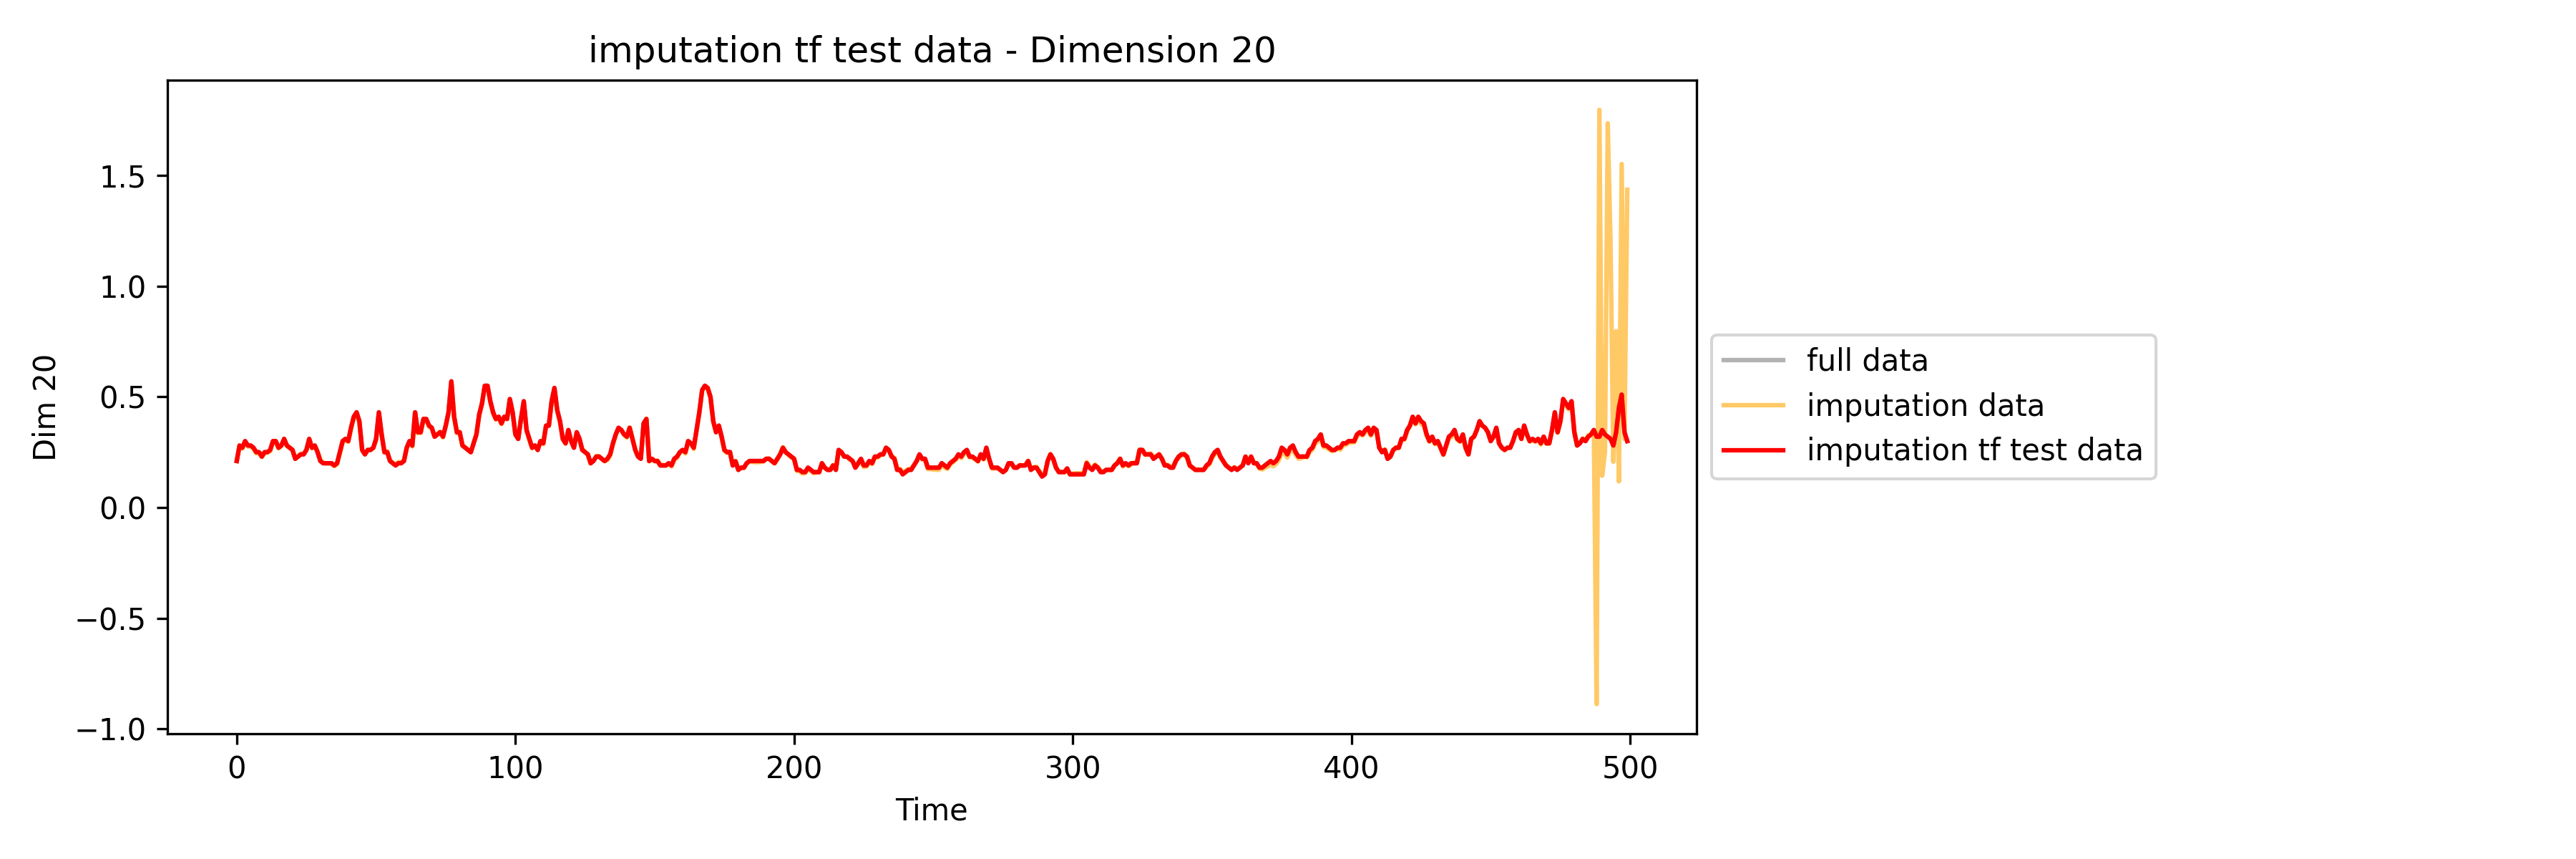 imputation tf test data - Dimension 20
1.5
1.0
0.5
0.0
−0.5
−1.0
Dim 20
0 100 200 300 400 500
Time
full data
imputation data
imputation tf test data